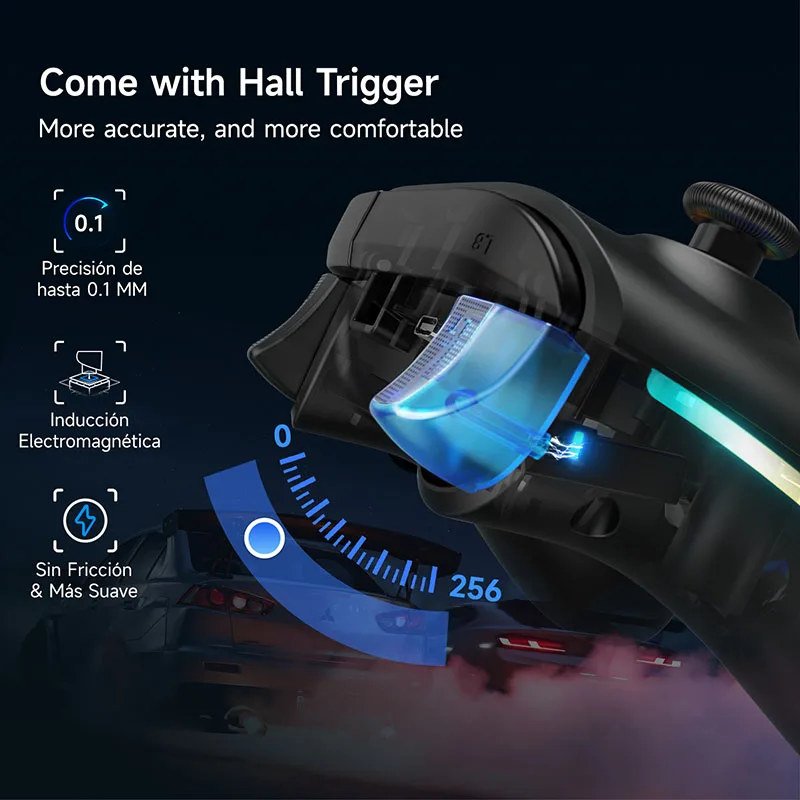 Come with Hall Trigger
More accurate, and more comfortable
0.1
Precisión de
hasta 0.1 MM
Inducción
Electromagnética
Sin Fricción
& Más Suave
0
256